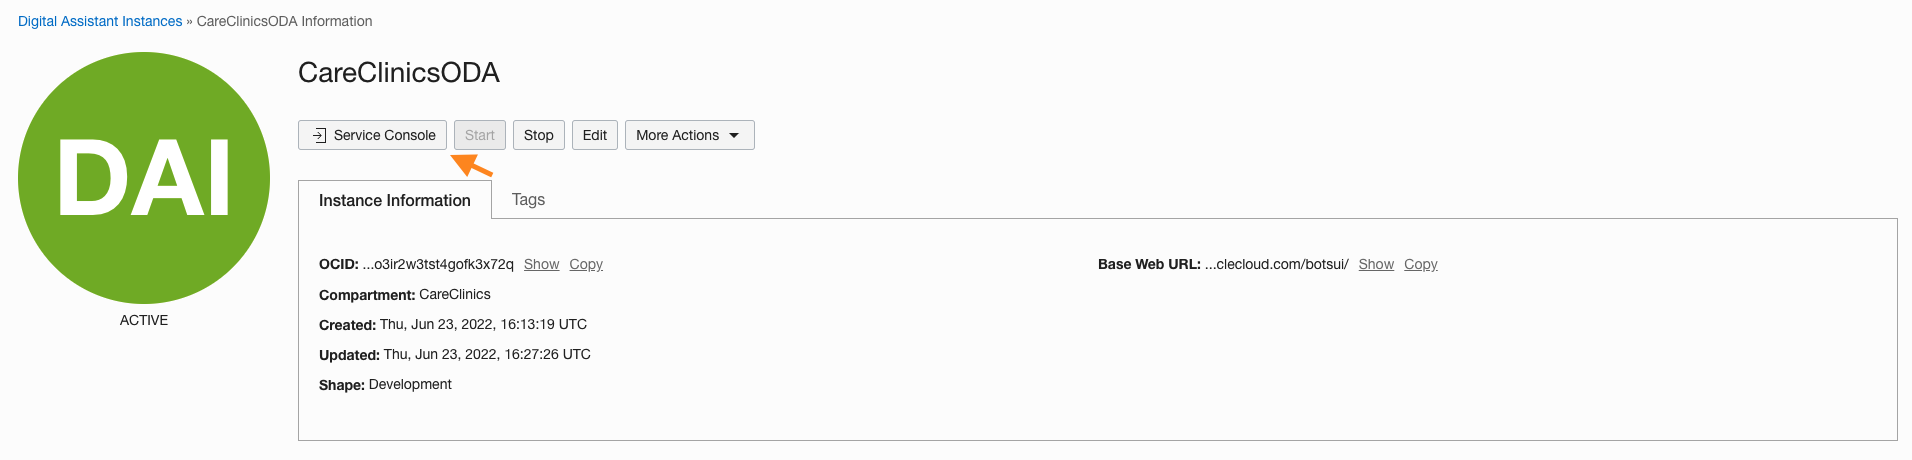 Digital Assistant Instances » CareClinicsODA Information
DAI
ACTIVE
CareClinicsODA
Service Console Start Stop Edit More Actions
Instance Information Tags
OCID: ...o3ir2w3tst4gofk3x72q Show Copy
Base Web URL: ...clecloud.com/botsui/ Show Copy
Compartment: CareClinics
Created: Thu, Jun 23, 2022, 16:13:19 UTC
Updated: Thu, Jun 23, 2022, 16:27:26 UTC
Shape: Development